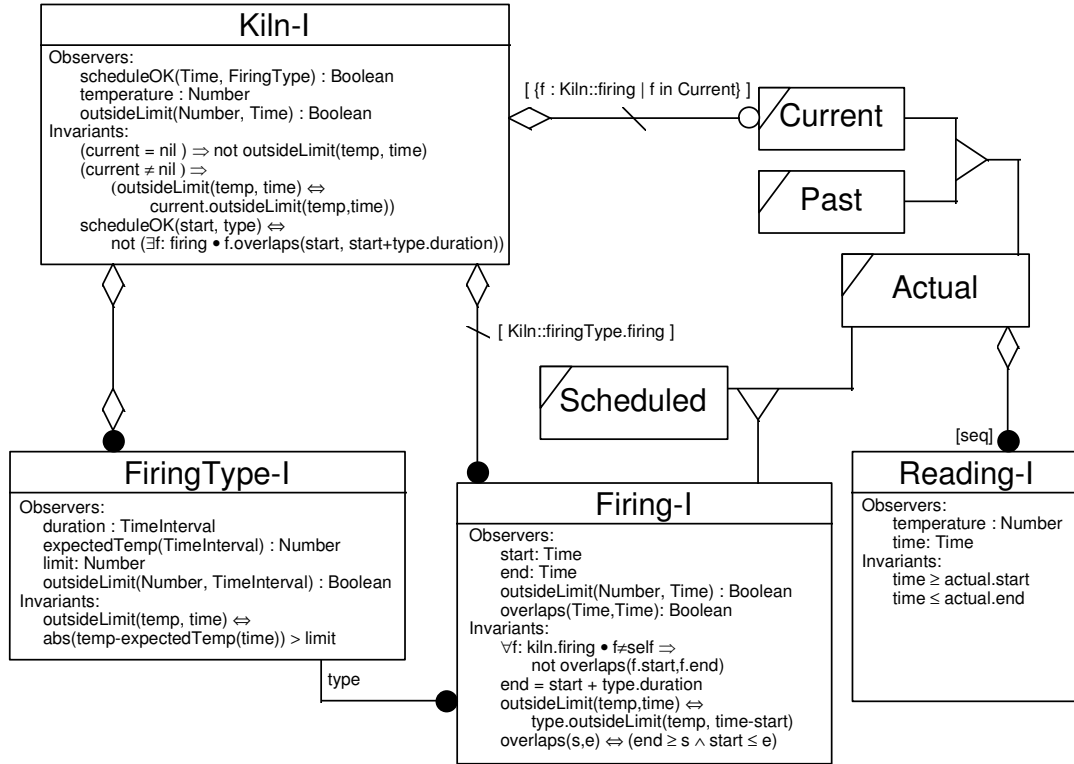 Kiln-I
Observers:
scheduleOK(Time, FiringType) : Boolean
temperature : Number
outsideLimit(Number, Time) : Boolean
Invariants:
(current = nil ) ⇒ not outsideLimit(temp, time)
(current ≠ nil ) ⇒
(outsideLimit(temp, time) ⇔
current.outsideLimit(temp,time))
scheduleOK(start, type) ⇔
not (∃f: firing • f.overlaps(start, start+type.duration))
[ {f : Kiln::firing | f in Current} ]
Current
Past
Actual
[ Kiln::firingType.firing ]
Scheduled
[seq]
FiringType-I
Observers:
duration : TimeInterval
expectedTemp(TimeInterval) : Number
limit: Number
outsideLimit(Number, TimeInterval) : Boolean
Invariants:
outsideLimit(temp, time) ⇔
abs(temp-expectedTemp(time)) > limit
type
Firing-I
Observers:
start: Time
end: Time
outsideLimit(Number, Time) : Boolean
overlaps(Time,Time): Boolean
Invariants:
∀f: kiln.firing • f≠self ⇒
not overlaps(f.start,f.end)
end = start + type.duration
outsideLimit(temp,time) ⇔
type.outsideLimit(temp, time-start)
overlaps(s,e) ⇔ (end ≥ s ∧ start ≤ e)
Reading-I
Observers:
temperature : Number
time: Time
Invariants:
time ≥ actual.start
time ≤ actual.end